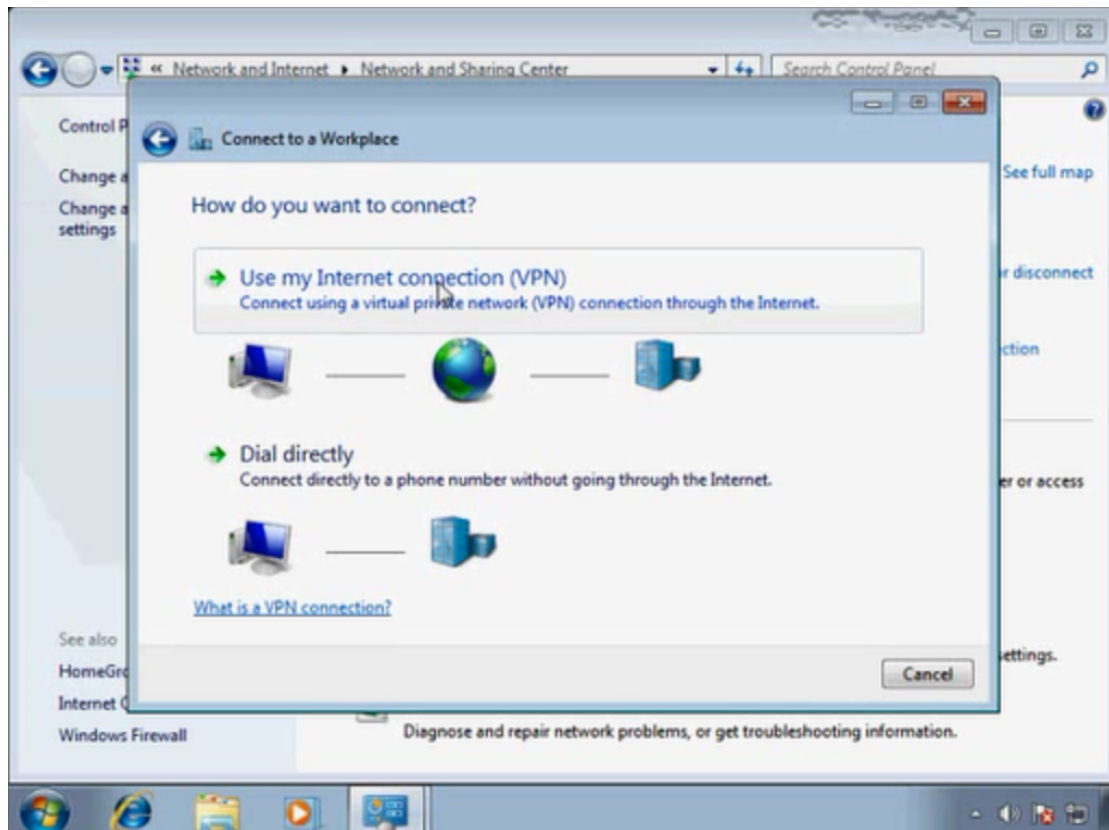 « Network and Internet ▸ Network and Sharing Center
Search Control Panel
Control P
Change a
Change a
settings
See full map
r disconnect
ction
er or access
ettings.
Connect to a Workplace
How do you want to connect?
Use my Internet connection (VPN)
Connect using a virtual private network (VPN) connection through the Internet.
Dial directly
Connect directly to a phone number without going through the Internet.
What is a VPN connection?
Cancel
See also
HomeGro
Internet O
Windows Firewall
Diagnose and repair network problems, or get troubleshooting information.